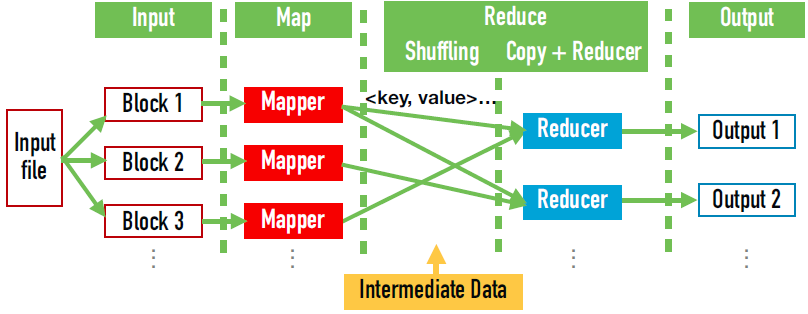 Input
Map
Reduce
Output
Shuffling
Copy + Reducer
<key, value>...
Input
file
Block 1
Mapper
Reducer
Output 1
Block 2
Mapper
Block 3
Mapper
Reducer
Output 2
Intermediate Data